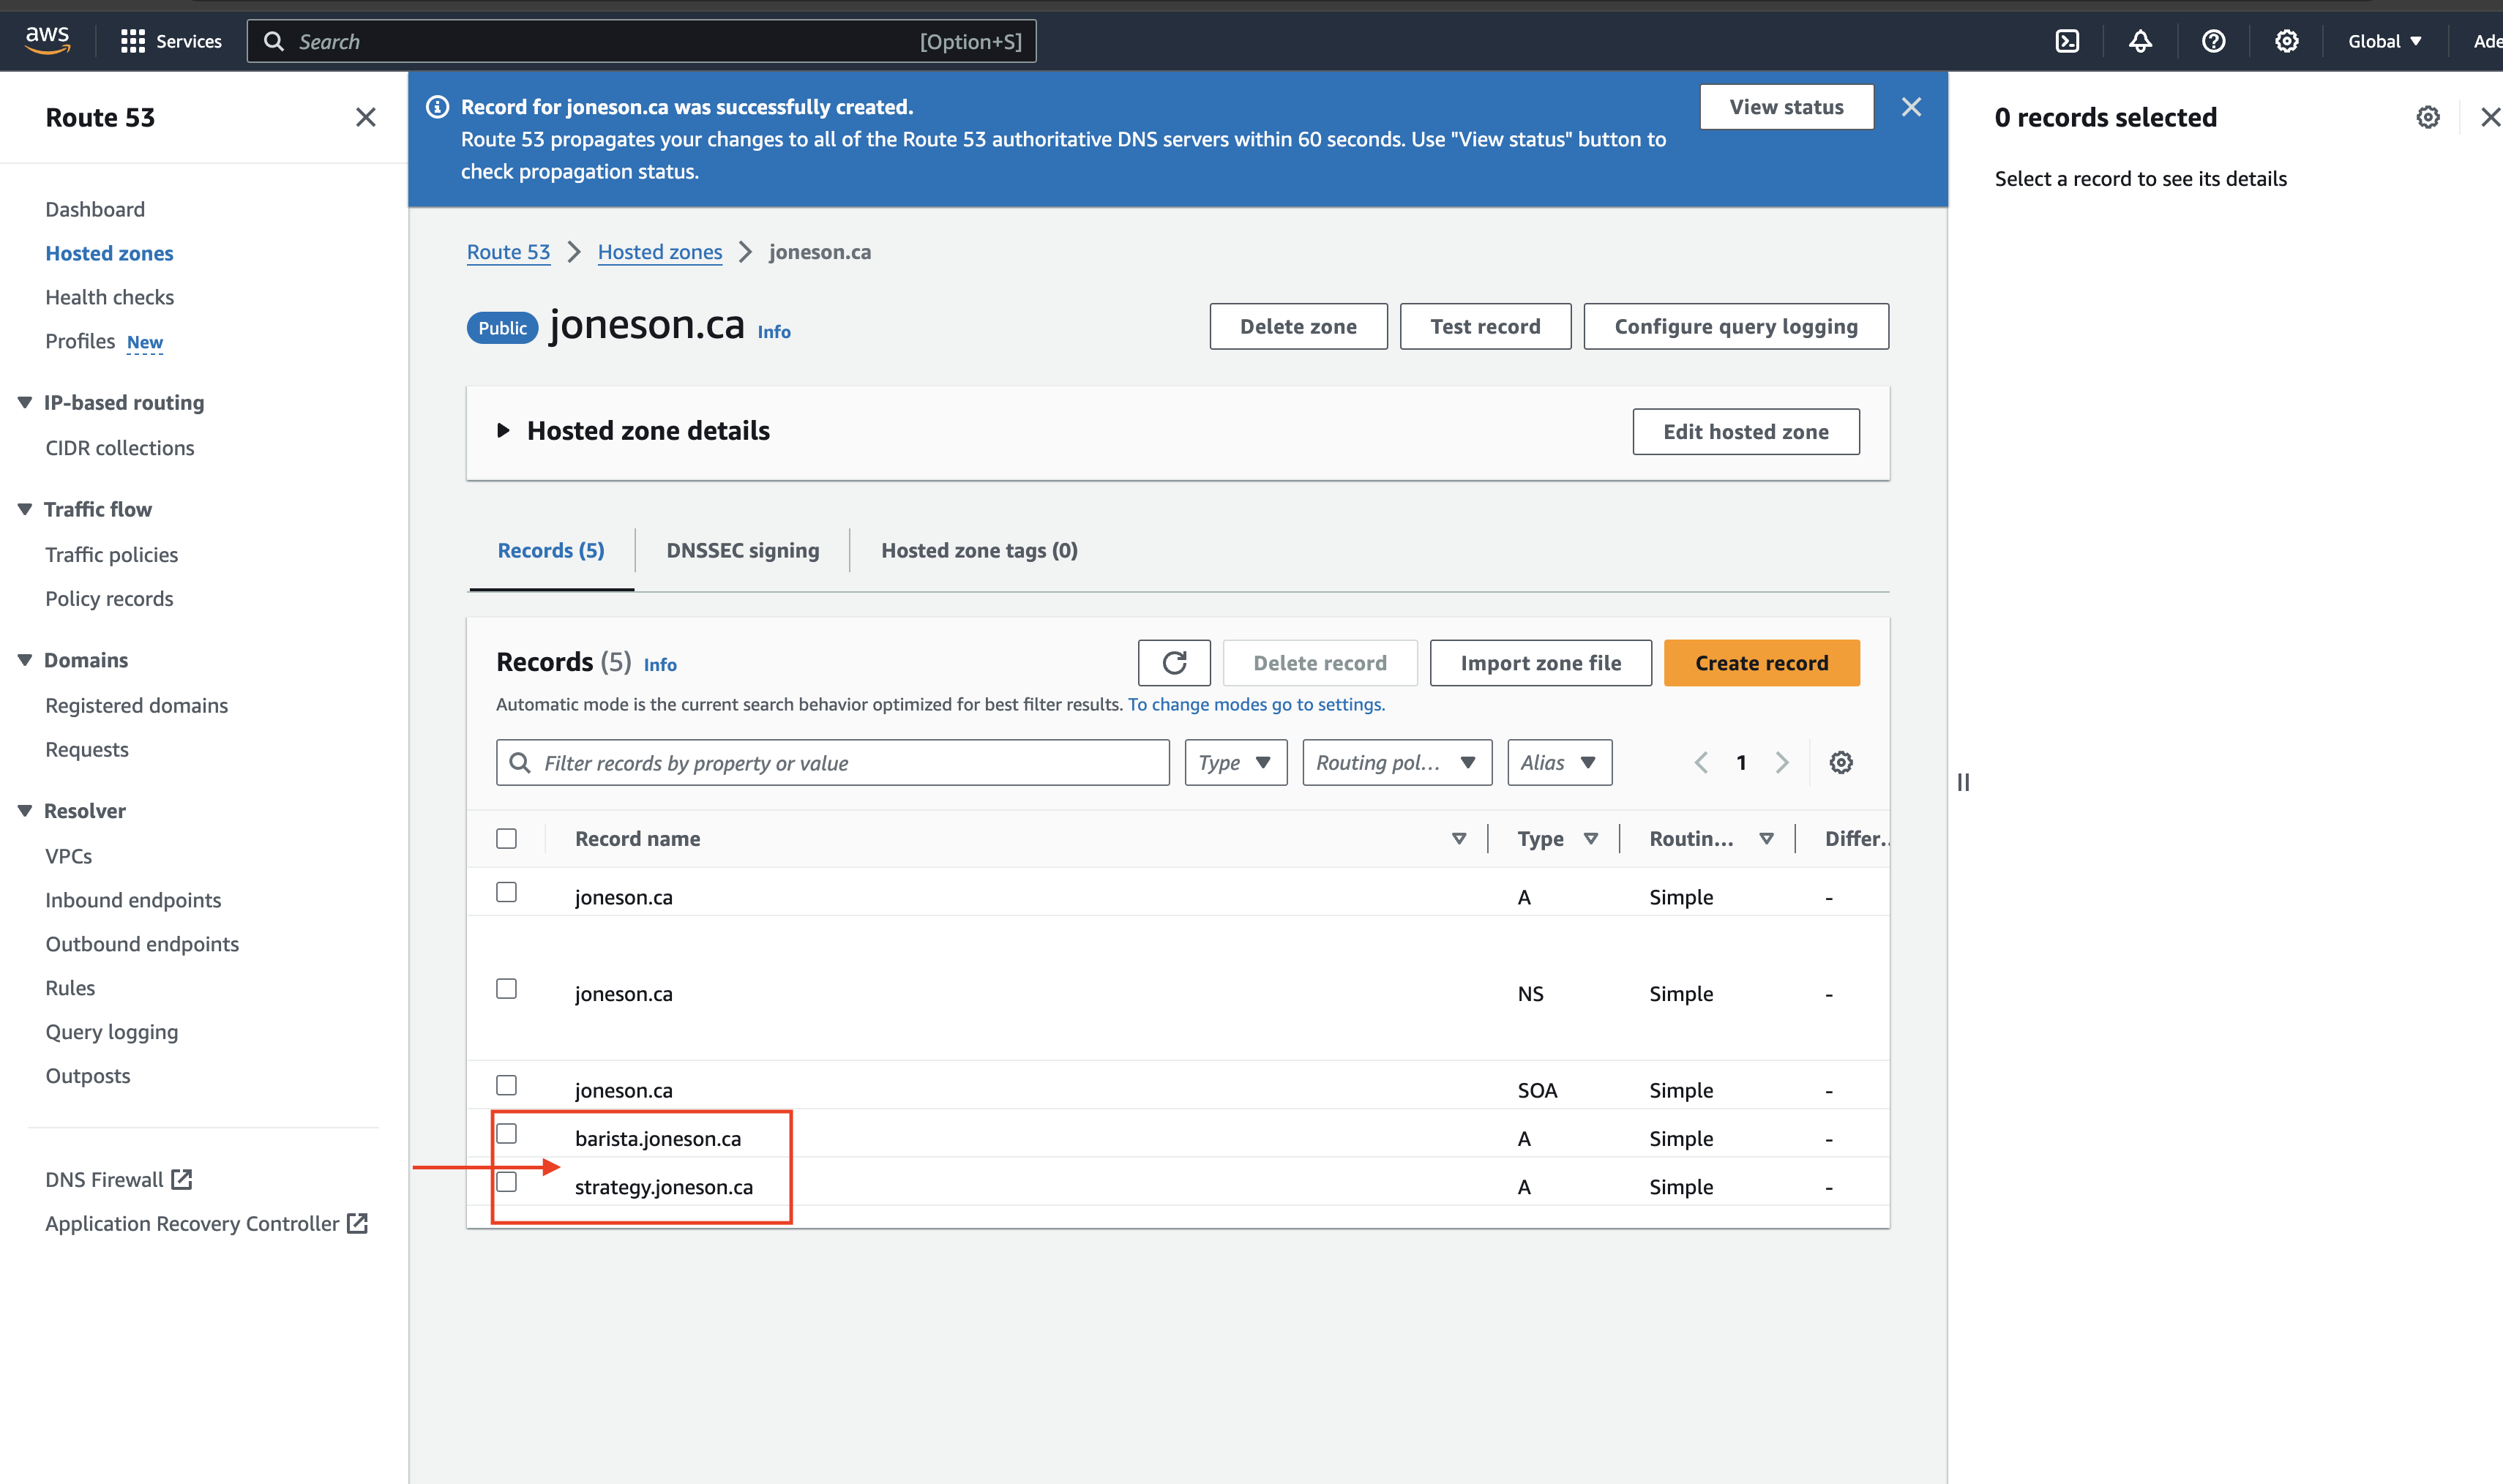 aws
Services
Search
[Option+S]
Global
Ade
Route 53
Dashboard
Hosted zones
Health checks
Profiles New
IP-based routing
CIDR collections
Traffic flow
Traffic policies
Policy records
Domains
Registered domains
Requests
Resolver
VPCs
Inbound endpoints
Outbound endpoints
Rules
Query logging
Outposts
DNS Firewall
Application Recovery Controller
Record for joneson.ca was successfully created.
Route 53 propagates your changes to all of the Route 53 authoritative DNS servers within 60 seconds. Use "View status" button to
check propagation status.
View status
Route 53 > Hosted zones > joneson.ca
Public joneson.ca Info
Delete zone
Test record
Configure query logging
Hosted zone details
Edit hosted zone
Records (5)
DNSSEC signing
Hosted zone tags (0)
Records (5) Info
Delete record
Import zone file
Create record
Automatic mode is the current search behavior optimized for best filter results. To change modes go to settings.
Filter records by property or value
Type
Routing pol...
Alias
1
Record name Type Routin... Differ..
joneson.ca A Simple -
joneson.ca NS Simple -
joneson.ca SOA Simple -
barista.joneson.ca A Simple -
strategy.joneson.ca A Simple -
0 records selected
Select a record to see its details